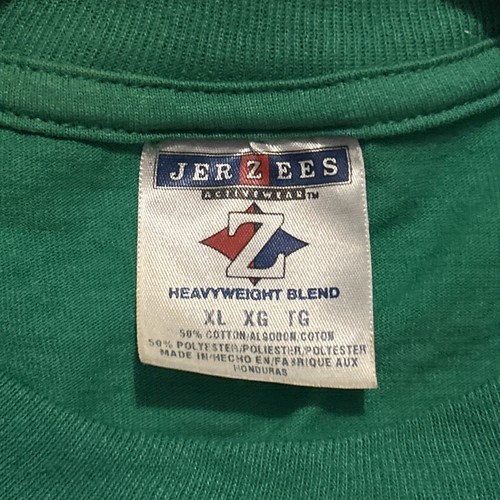 JERZEES
ACTIVEWEAR™
Z
HEAVYWEIGHT BLEND
XL XG TG
50% COTTON/ALGODON/COTON
50% POLYESTER/POLIESTER/POLYESTER
MADE IN/HECHO EN/FABRIQUE AUX
HONDURAS